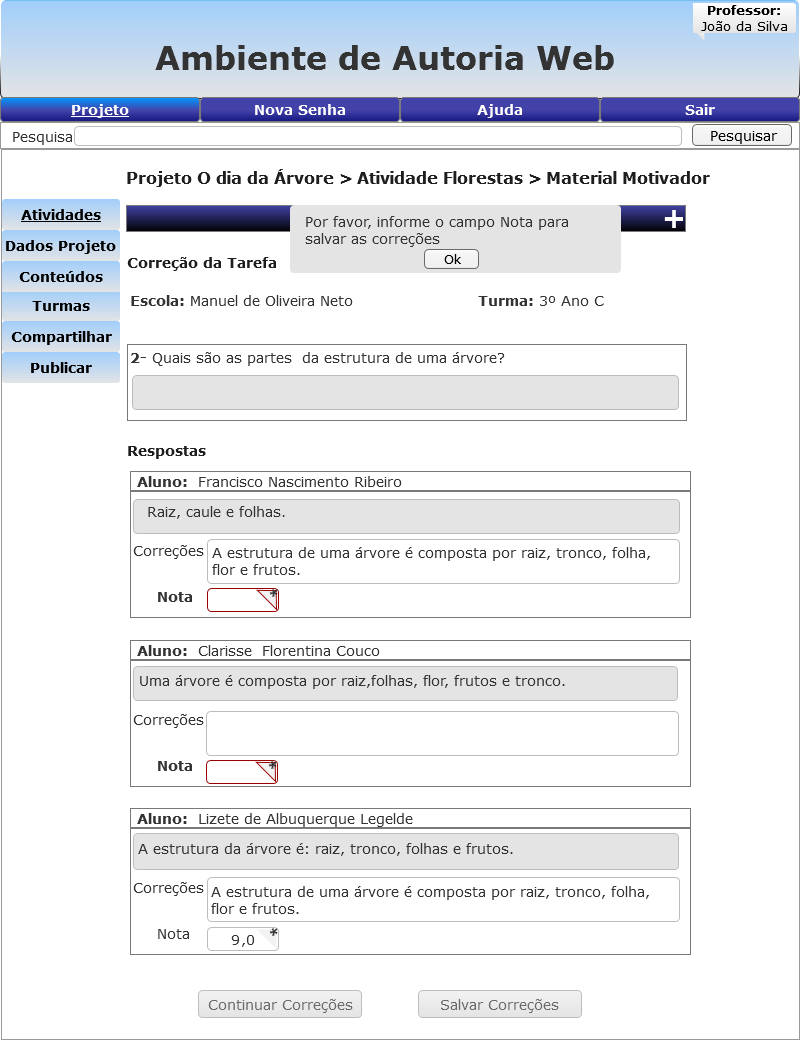 Professor:
João da Silva
Ambiente de Autoria Web
Projeto
Nova Senha
Ajuda
Sair
Pesquisa
Pesquisar
Projeto O dia da Árvore > Atividade Florestas > Material Motivador
Atividades
Dados Projeto
Conteúdos
Turmas
Compartilhar
Publicar
+
Por favor, informe o campo Nota para
salvar as correções
Ok
Correção da Tarefa
Escola: Manuel de Oliveira Neto
Turma: 3º Ano C
2- Quais são as partes  da estrutura de uma árvore?
Respostas
Aluno: Francisco Nascimento Ribeiro
Raiz, caule e folhas.
Correções
A estrutura de uma árvore é composta por raiz, tronco, folha,
flor e frutos.
Nota
*
Aluno: Clarisse  Florentina Couco
Uma árvore é composta por raiz,folhas, flor, frutos e tronco.
Correções
Nota
*
Aluno: Lizete de Albuquerque Legelde
A estrutura da árvore é: raiz, tronco, folhas e frutos.
Correções
A estrutura de uma árvore é composta por raiz, tronco, folha,
flor e frutos.
Nota
9,0 *
Continuar Correções
Salvar Correções